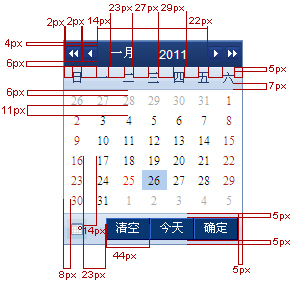 23px 27px 29px
2px 2px 14px 22px
4px
一月 2011
6px
日 二 三 四 五 六
5px
7px
6px
26 27 28 29 30 31 1
11px
2 3 4 5 6 7 8
9 10 11 12 13 14 15
16 17 18 19 20 21 22
23 24 25 26 27 28 29
30 31 1 2 3 4 5
14px
清空 今天 确定
5px
44px
5px
8px 23px
5px